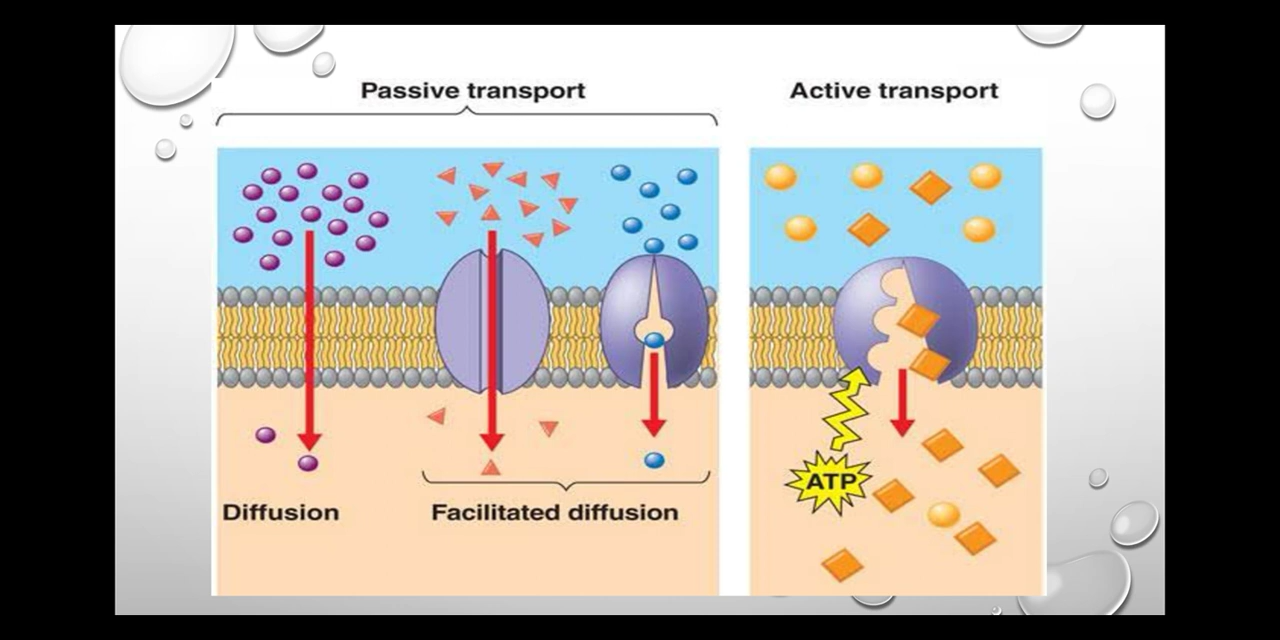 Passive transport
Active transport
ATP
Diffusion
Facilitated diffusion